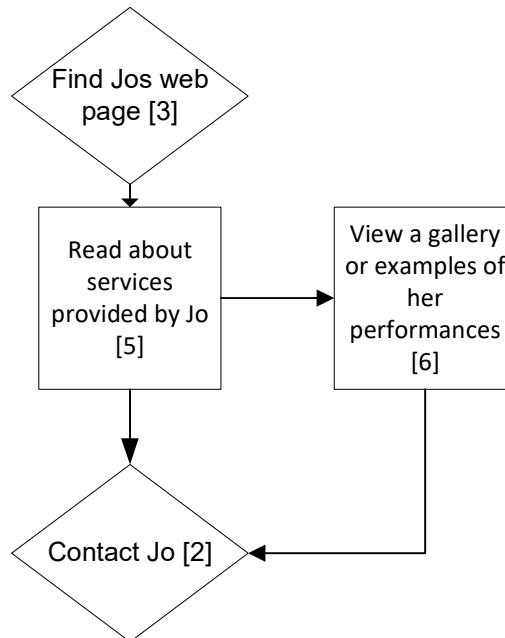 Find Jos web
page [3]
Read about
services
provided by Jo
[5]
View a gallery
or examples of
her
performances
[6]
Contact Jo [2]